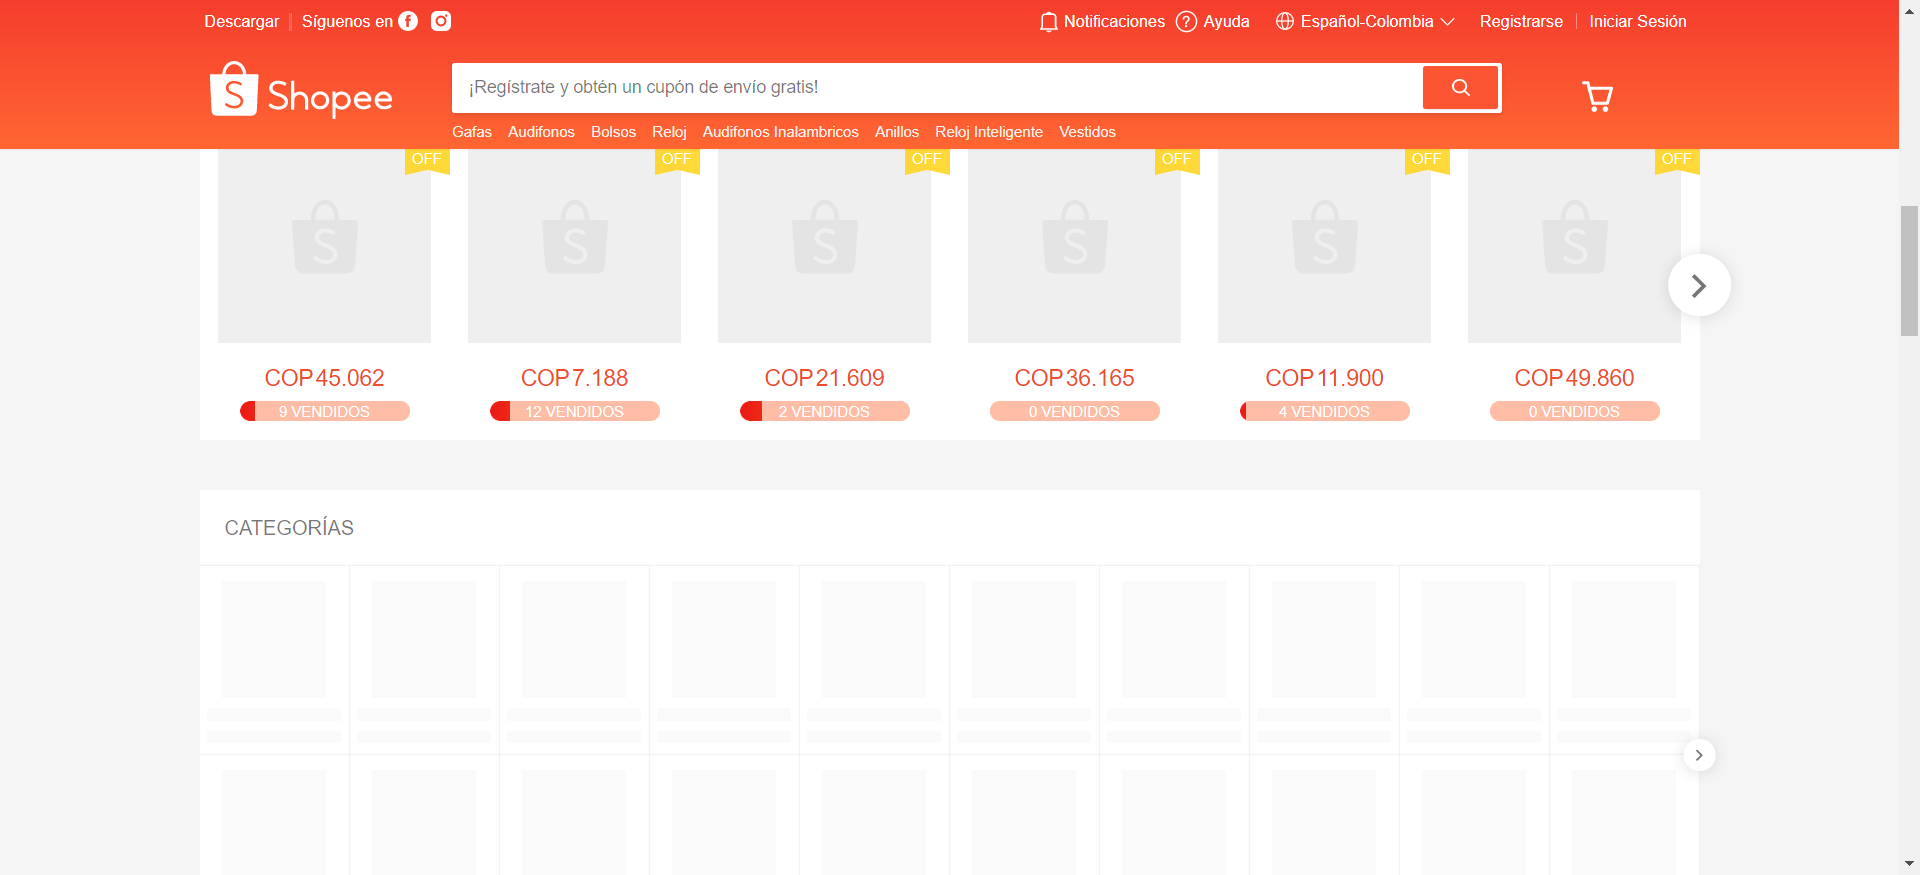 Descargar Síguenos en Notificaciones Ayuda Español-Colombia Registrarse Iniciar Sesión
Shopee ¡Regístrate y obtén un cupón de envío gratis!
Gafas Audifonos Bolsos Reloj Audifonos Inalambricos Anillos Reloj Inteligente Vestidos
OFF OFF OFF OFF OFF OFF
COP45.062 COP7.188 COP21.609 COP36.165 COP11.900 COP49.860
9 VENDIDOS 12 VENDIDOS 2 VENDIDOS 0 VENDIDOS 4 VENDIDOS 0 VENDIDOS
CATEGORÍAS